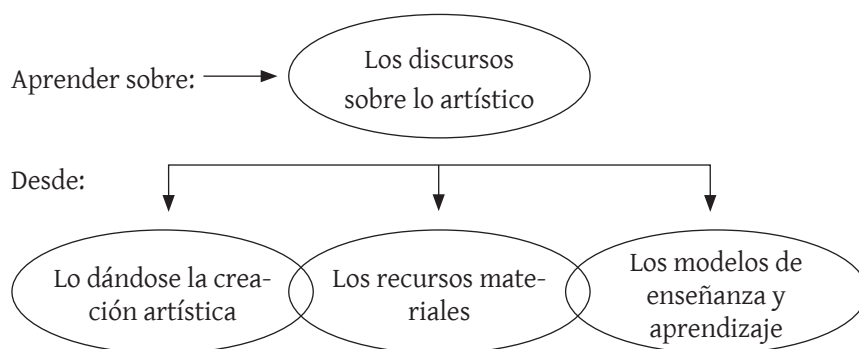 Aprender sobre:
Los discursos
sobre lo artístico
Desde:
Lo dándose la crea-
ción artística
Los recursos mate-
riales
Los modelos de
enseñanza y
aprendizaje